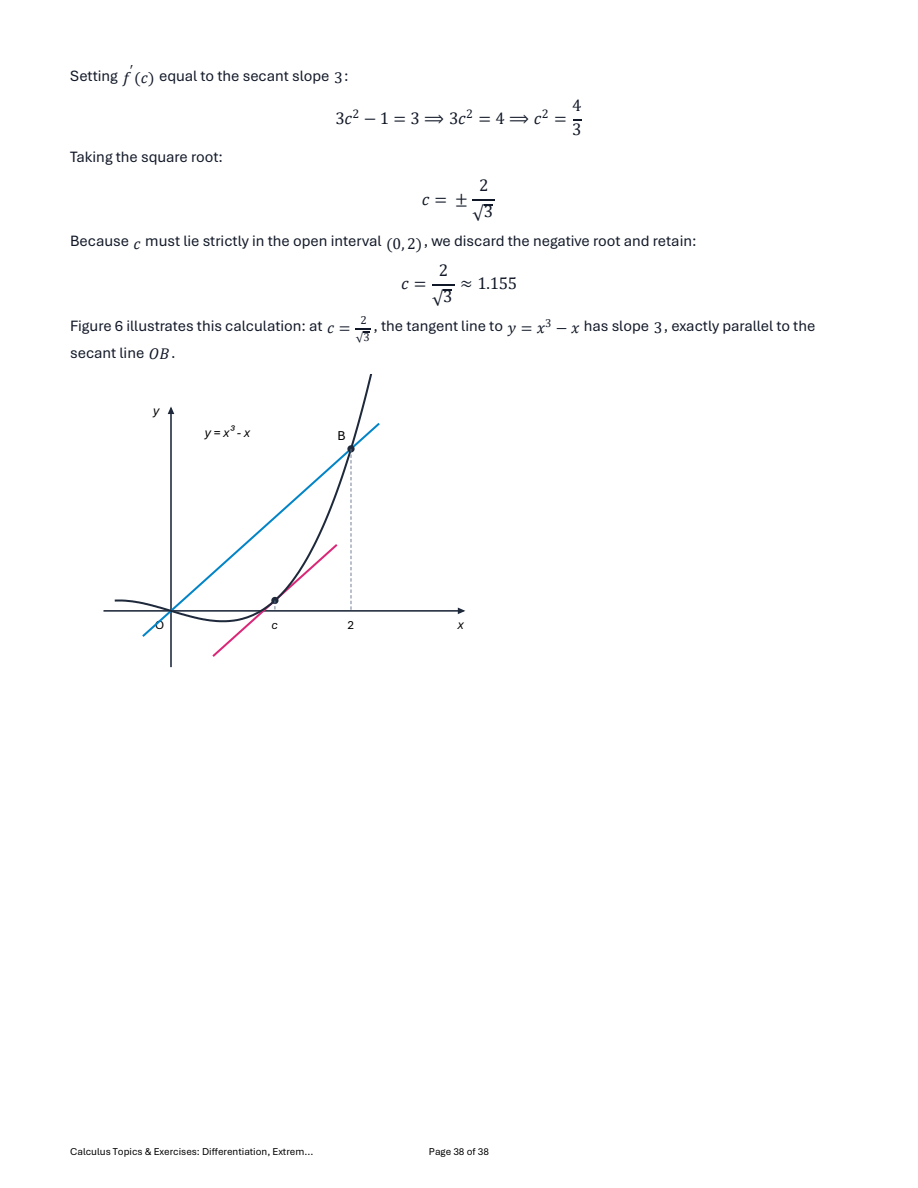 Setting f′(c) equal to the secant slope 3:
3c² − 1 = 3 ⟹ 3c² = 4 ⟹ c² = 4/3
Taking the square root:
c = ± 2/√3
Because c must lie strictly in the open interval (0, 2), we discard the negative root and retain:
c = 2/√3 ≈ 1.155
Figure 6 illustrates this calculation: at c = 2/√3, the tangent line to y = x³ − x has slope 3, exactly parallel to the
secant line OB.
y
y = x³ - x
B
O
c
2
x
Calculus Topics & Exercises: Differentiation, Extrem... Page 38 of 38